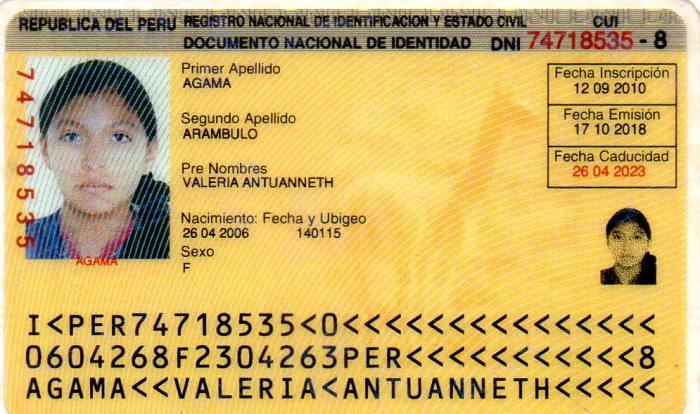 REPUBLICA DEL PERU REGISTRO NACIONAL DE IDENTIFICACION Y ESTADO CIVIL CUI
DOCUMENTO NACIONAL DE IDENTIDAD DNI 74718535 - 8
74718535
Primer Apellido
AGAMA
Segundo Apellido
ARAMBULO
Pre Nombres
VALERIA ANTUANNETH
Nacimiento: Fecha y Ubigeo
26 04 2006 140115
Sexo
F
AGAMA
Fecha Inscripción
12 09 2010
Fecha Emisión
17 10 2018
Fecha Caducidad
26 04 2023
I<PER74718535<0<<<<<<<<<<<<<<<
0604268F2304263PER<<<<<<<<<<<8
AGAMA<<VALERIA<ANTUANNETH<<<<<